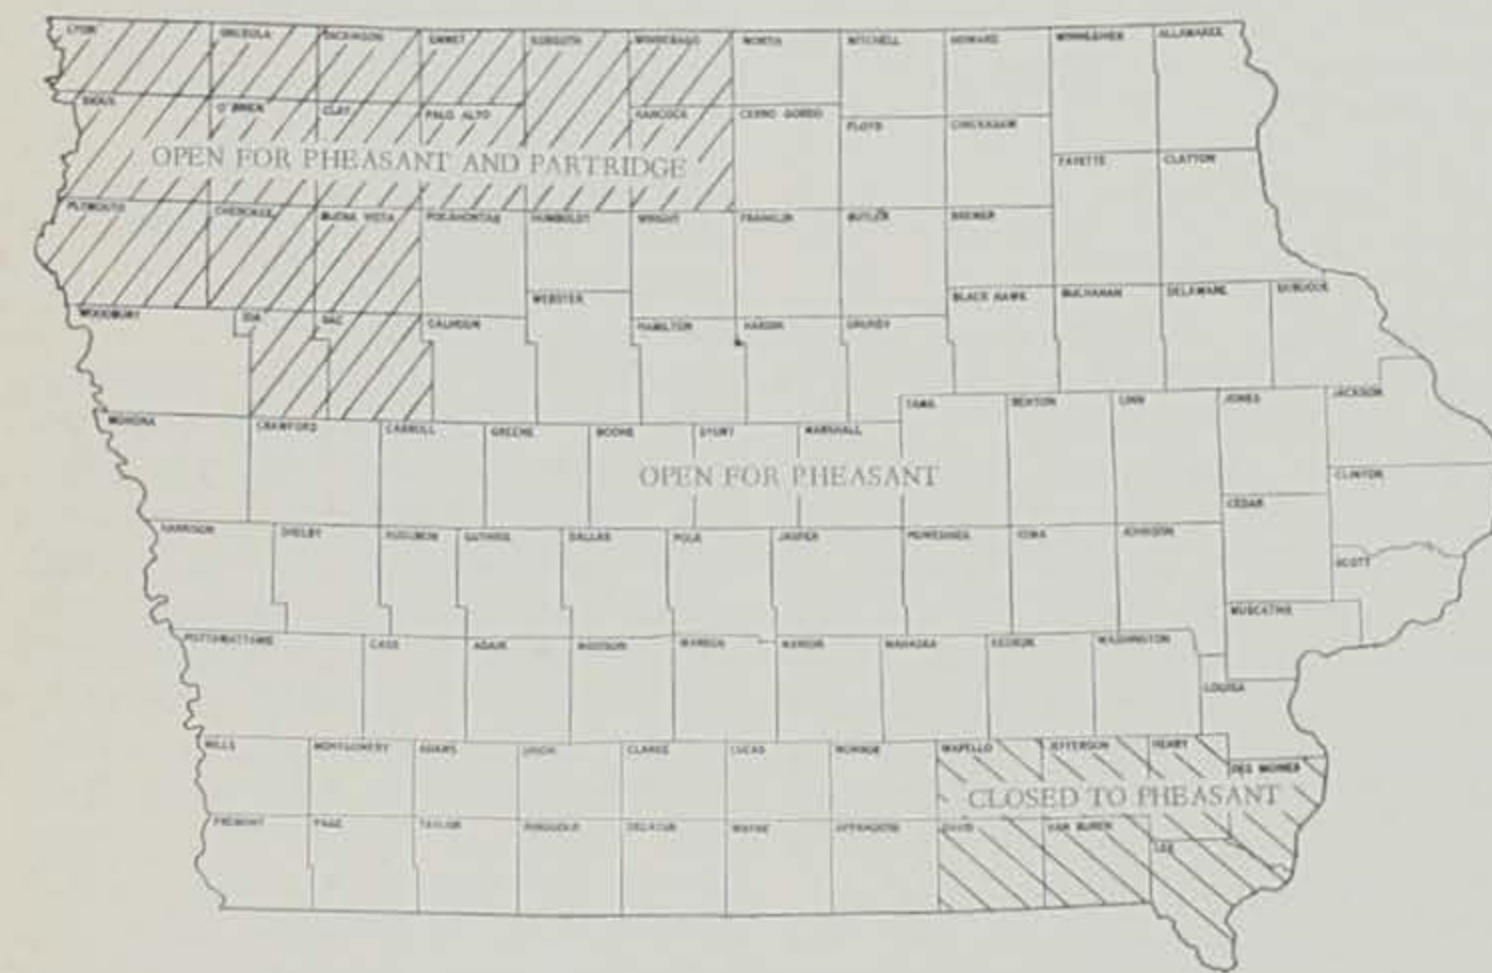 LYON OSCEOLA DICKINSON EMMET KOSSUTH WINNEBAGO WORTH MITCHELL HOWARD WINNESHIEK ALLAMAKEE
SIOUX O'BRIEN CLAY PALO ALTO HANCOCK CERRO GORDO FLOYD CHICKASAW
FAYETTE CLAYTON
OPEN FOR PHEASANT AND PARTRIDGE
PLYMOUTH CHEROKEE BUENA VISTA POCAHONTAS HUMBOLDT WRIGHT FRANKLIN BUTLER BREMER
WEBSTER BLACK HAWK BUCHANAN DELAWARE DUBUQUE
WOODBURY IDA SAC CALHOUN HAMILTON HARDIN GRUNDY
TAMA BENTON LINN JONES JACKSON
MONONA CRAWFORD CARROLL GREENE BOONE STORY MARSHALL
OPEN FOR PHEASANT
CLINTON
CEDAR
HARRISON SHELBY AUDUBON GUTHRIE DALLAS POLK JASPER POWESHIEK IOWA JOHNSON
SCOTT
MUSCATINE
POTTAWATTAMIE CASS ADAIR MADISON WARREN MARION MAHASKA KEOKUK WASHINGTON
LOUISA
MILLS MONTGOMERY ADAMS UNION CLARKE LUCAS MONROE WAPELLO JEFFERSON HENRY
DES MOINES
CLOSED TO PHEASANT
FREMONT PAGE TAYLOR RINGGOLD DECATUR WAYNE APPANOOSE DAVIS VAN BUREN
LEE